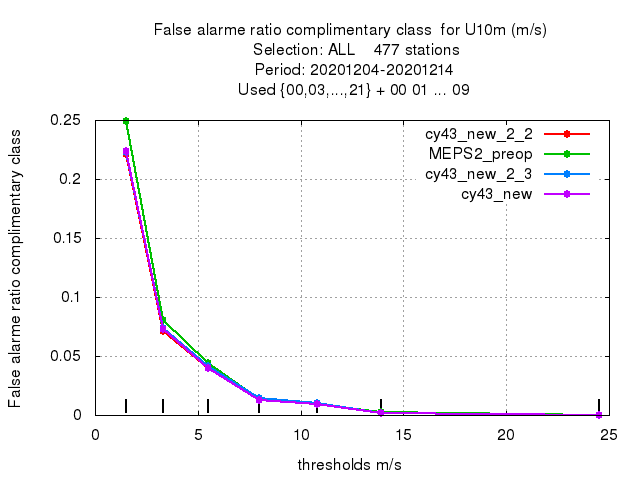 False alarme ratio complimentary class  for U10m (m/s)
Selection: ALL    477 stations
Period: 20201204-20201214
Used {00,03,...,21} + 00 01 ... 09
False alarme ratio complimentary class
0.25
0.2
0.15
0.1
0.05
0
cy43_new_2_2
MEPS2_preop
cy43_new_2_3
cy43_new
0 5 10 15 20 25
thresholds m/s